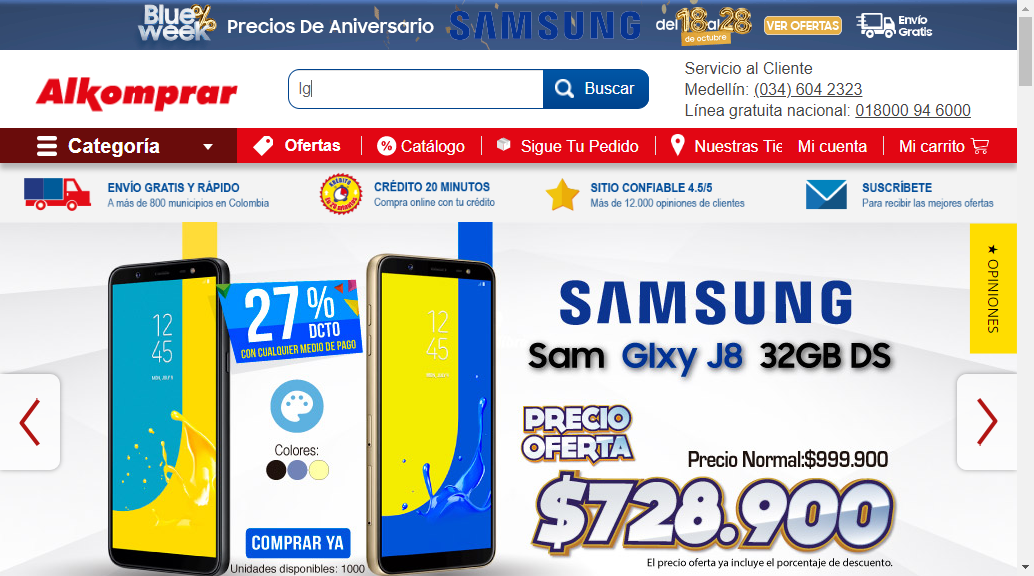 Blue % Week
Precios De Aniversario
SAMSUNG
del 18 al 28
de octubre
VER OFERTAS
Envío
Gratis
Alkomprar
lg
Buscar
Servicio al Cliente
Medellín: (034) 604 2323
Línea gratuita nacional: 018000 94 6000
Categoría
Ofertas
% Catálogo
Sigue Tu Pedido
Nuestras Tie
Mi cuenta
Mi carrito
ENVÍO GRATIS Y RÁPIDO
A más de 800 municipios en Colombia
CRÉDITO 20 MINUTOS
Compra online con tu crédito
SITIO CONFIABLE 4.5/5
Más de 12.000 opiniones de clientes
SUSCRÍBETE
Para recibir las mejores ofertas
★ OPINIONES
12
45
27% DCTO
CON CUALQUIER MEDIO DE PAGO
12
45
Colores:
COMPRAR YA
Unidades disponibles: 1000
SAMSUNG
Sam Glxy J8 32GB DS
PRECIO
OFERTA
Precio Normal:$999.900
$728.900
El precio oferta ya incluye el porcentaje de descuento.